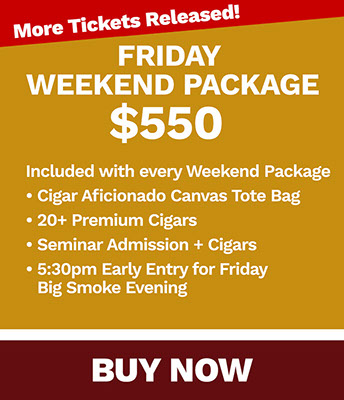 More Tickets Released!
FRIDAY
WEEKEND PACKAGE
$550
Included with every Weekend Package
• Cigar Aficionado Canvas Tote Bag
• 20+ Premium Cigars
• Seminar Admission + Cigars
• 5:30pm Early Entry for Friday
Big Smoke Evening
BUY NOW